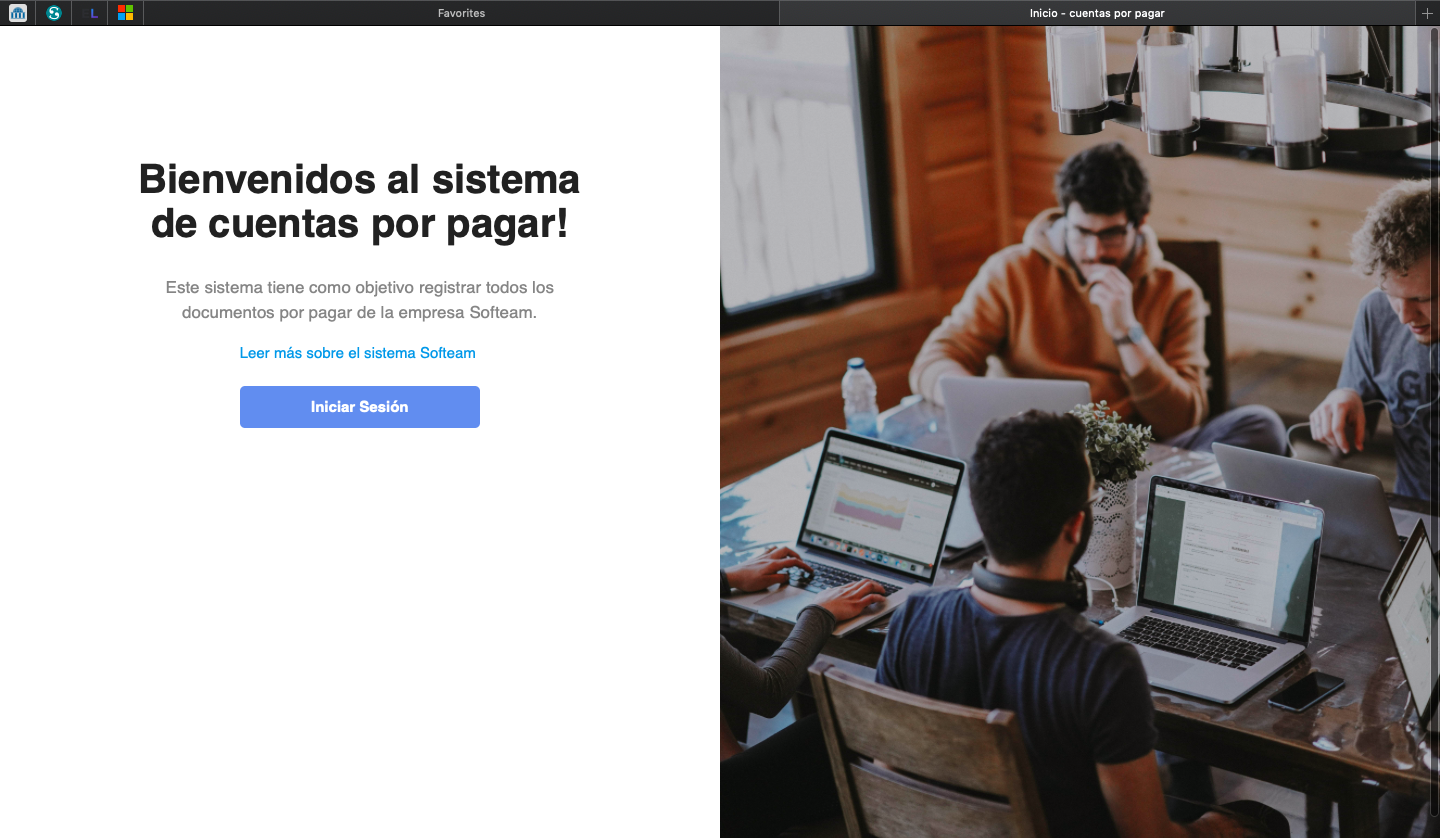 L
Favorites
Inicio - cuentas por pagar
Bienvenidos al sistema
de cuentas por pagar!
Este sistema tiene como objetivo registrar todos los
documentos por pagar de la empresa Softeam.
Leer más sobre el sistema Softeam
Iniciar Sesión